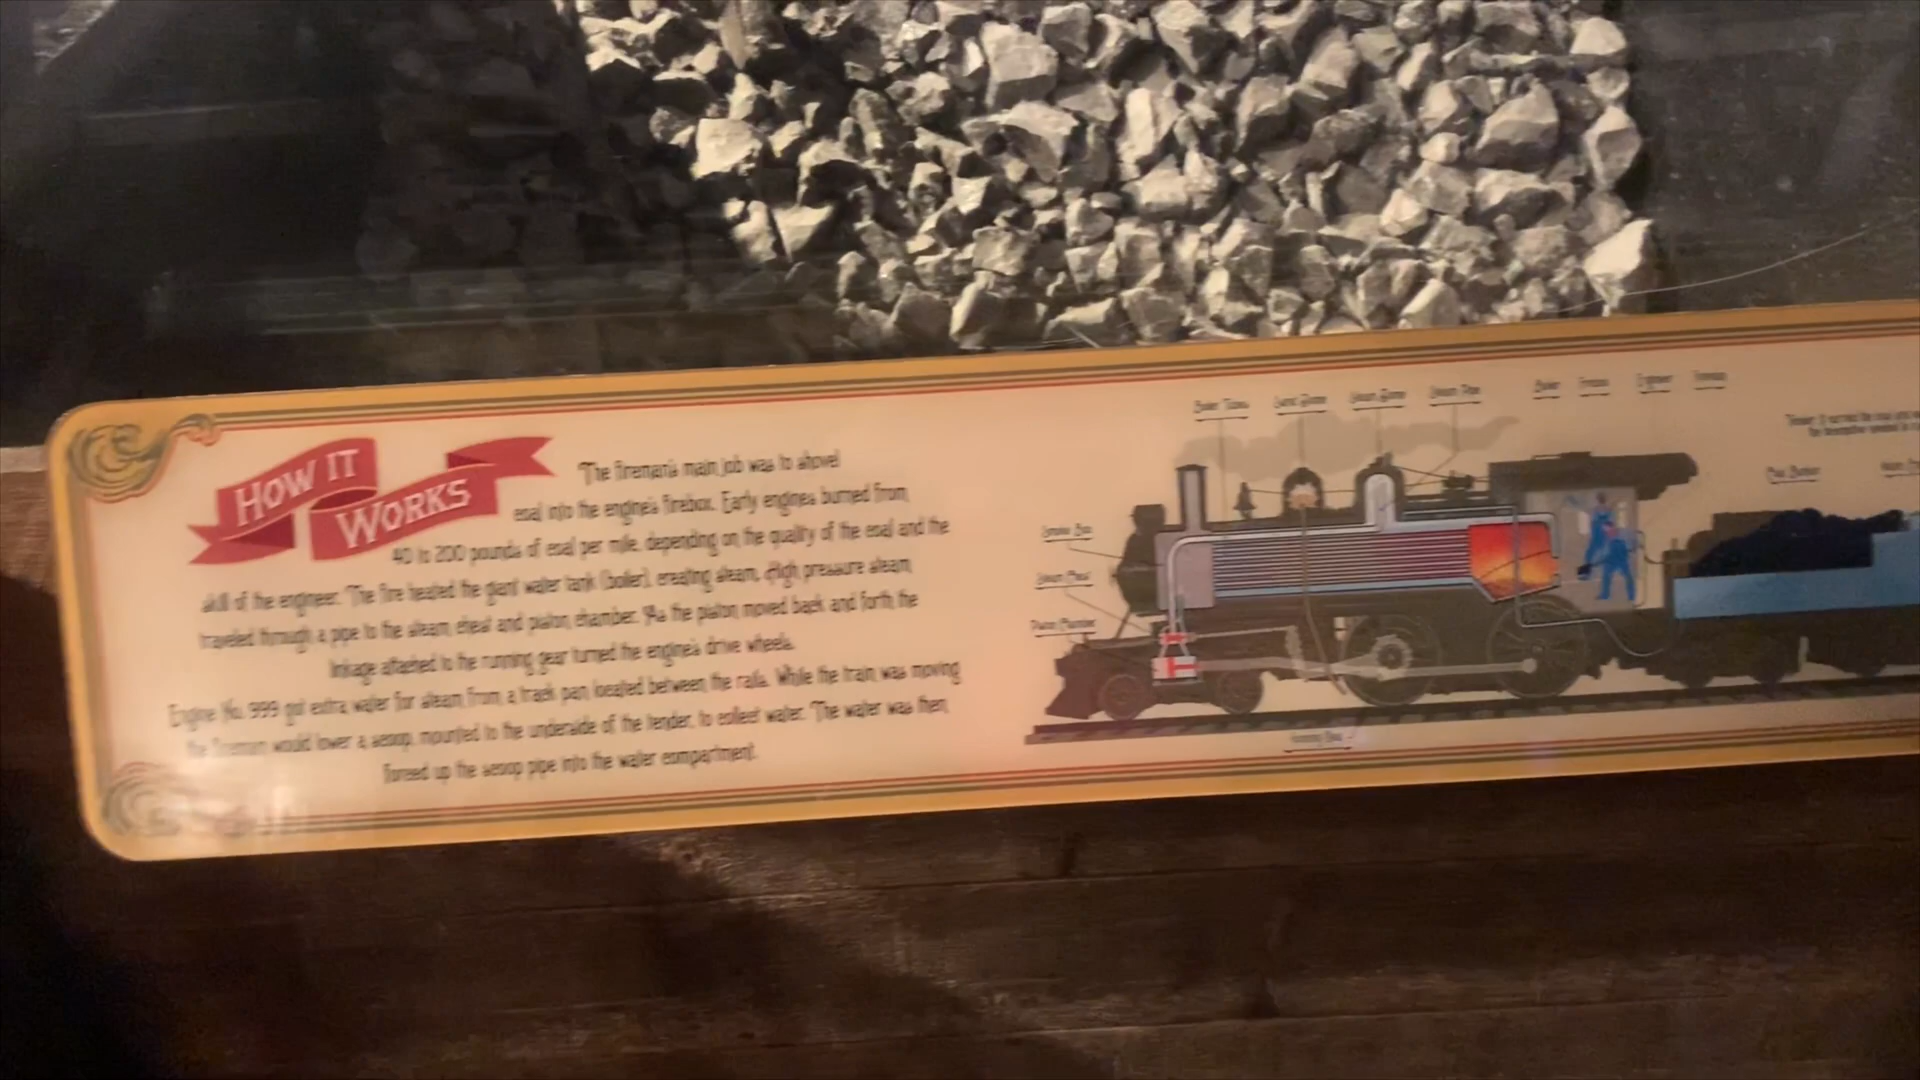 HOW IT
WORKS
The fireman's main job was to shovel
coal into the engine's firebox. Early engines burned from
40 to 200 pounds of coal per mile, depending on the quality of the coal and the
skill of the engineer. The fire heated the giant water tank (boiler), creating steam. High pressure steam
traveled through a pipe to the steam chest and piston chamber. As the piston moved back and forth, the
linkage attached to the running gear turned the engine's drive wheels.
Engine No. 999 got extra water for steam from a track pan located between the rails. While the train was moving
the fireman would lower a scoop, mounted to the underside of the tender, to collect water. The water was then
forced up the scoop pipe into the water compartment.
Boiler Tubes
Sand Dome
Steam Dome
Steam Pipe
Boiler
Firebox
Engineer
Fireman
Smoke Box
Steam Chest
Piston Chamber
Coal Bunker